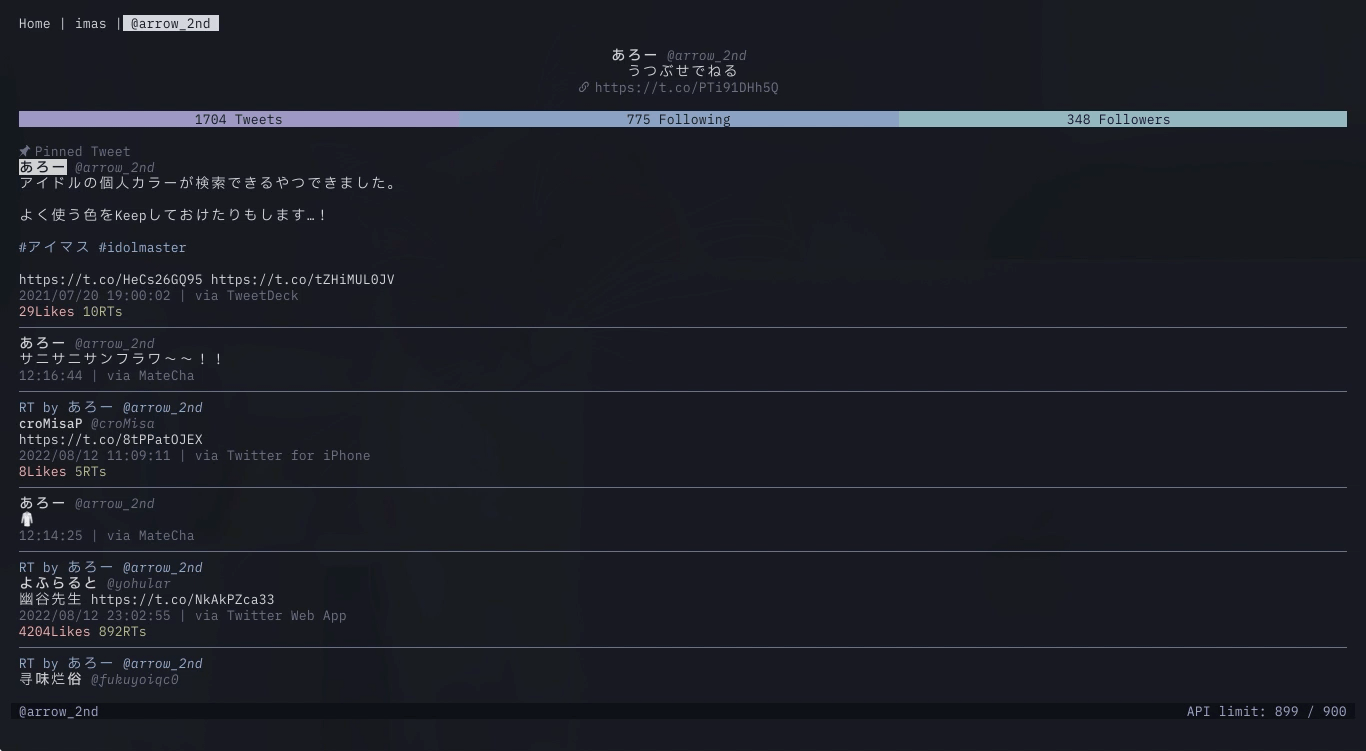 Home | imas | @arrow_2nd
あろー @arrow_2nd
うつぶせでねる
https://t.co/PTi91DHh5Q
1704 Tweets 775 Following 348 Followers
Pinned Tweet
あろー @arrow_2nd
アイドルの個人カラーが検索できるやつできました。
よく使う色をKeepしておけたりもします…！
#アイマス #idolmaster
https://t.co/HeCs26GQ95 https://t.co/tZHiMUL0JV
2021/07/20 19:00:02 | via TweetDeck
29Likes 10RTs
あろー @arrow_2nd
サニサニサンフラワ〜〜！！
12:16:44 | via MateCha
RT by あろー @arrow_2nd
croMisaP @croMisa
https://t.co/8tPPatOJEX
2022/08/12 11:09:11 | via Twitter for iPhone
8Likes 5RTs
あろー @arrow_2nd
12:14:25 | via MateCha
RT by あろー @arrow_2nd
よふらると @yohular
幽谷先生 https://t.co/NkAkPZca33
2022/08/12 23:02:55 | via Twitter Web App
4204Likes 892RTs
RT by あろー @arrow_2nd
寻味烂俗 @fukuyoiqc0
@arrow_2nd API limit: 899 / 900